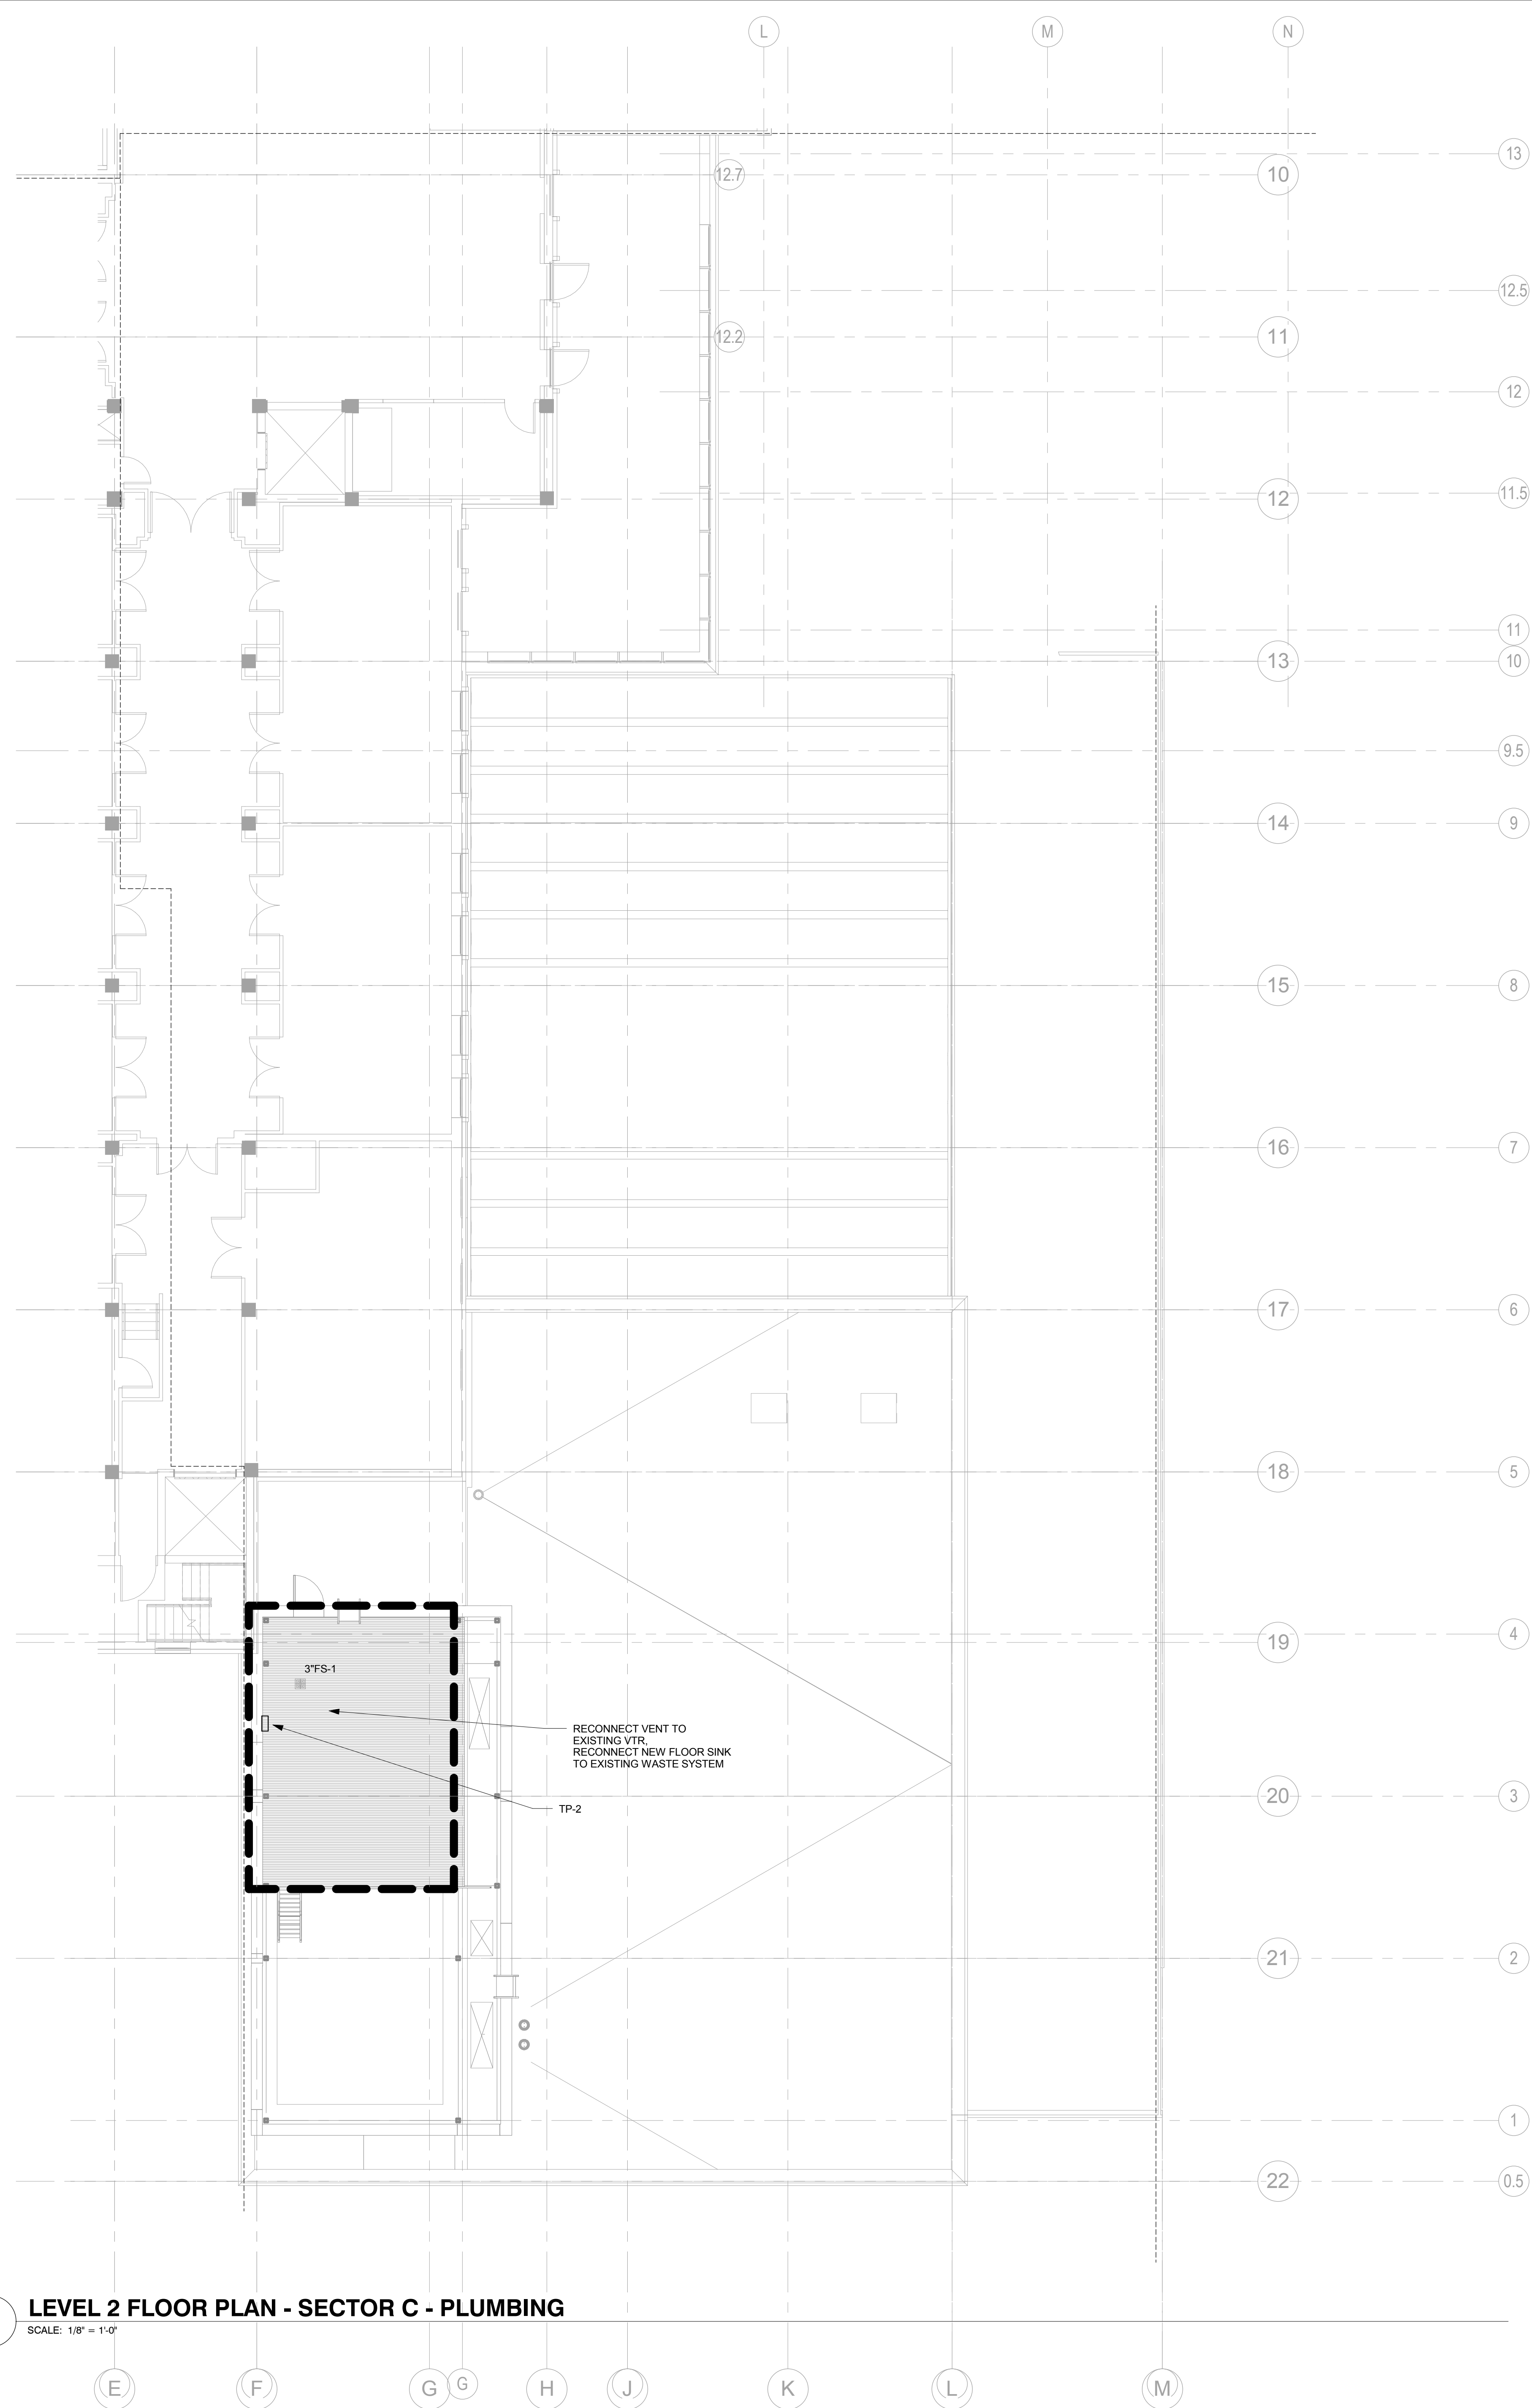 L
M
N
13
12.7
10
12.5
12.2
11
12
11.5
12
11
13
10
9.5
14
9
15
8
16
7
17
6
18
5
4
19
3"FS-1
RECONNECT VENT TO
EXISTING VTR,
RECONNECT NEW FLOOR SINK
TO EXISTING WASTE SYSTEM
20
3
TP-2
21
2
1
22
0.5
LEVEL 2 FLOOR PLAN - SECTOR C - PLUMBING
SCALE: 1/8" = 1'-0"
E
F
G
G
H
J
K
L
M